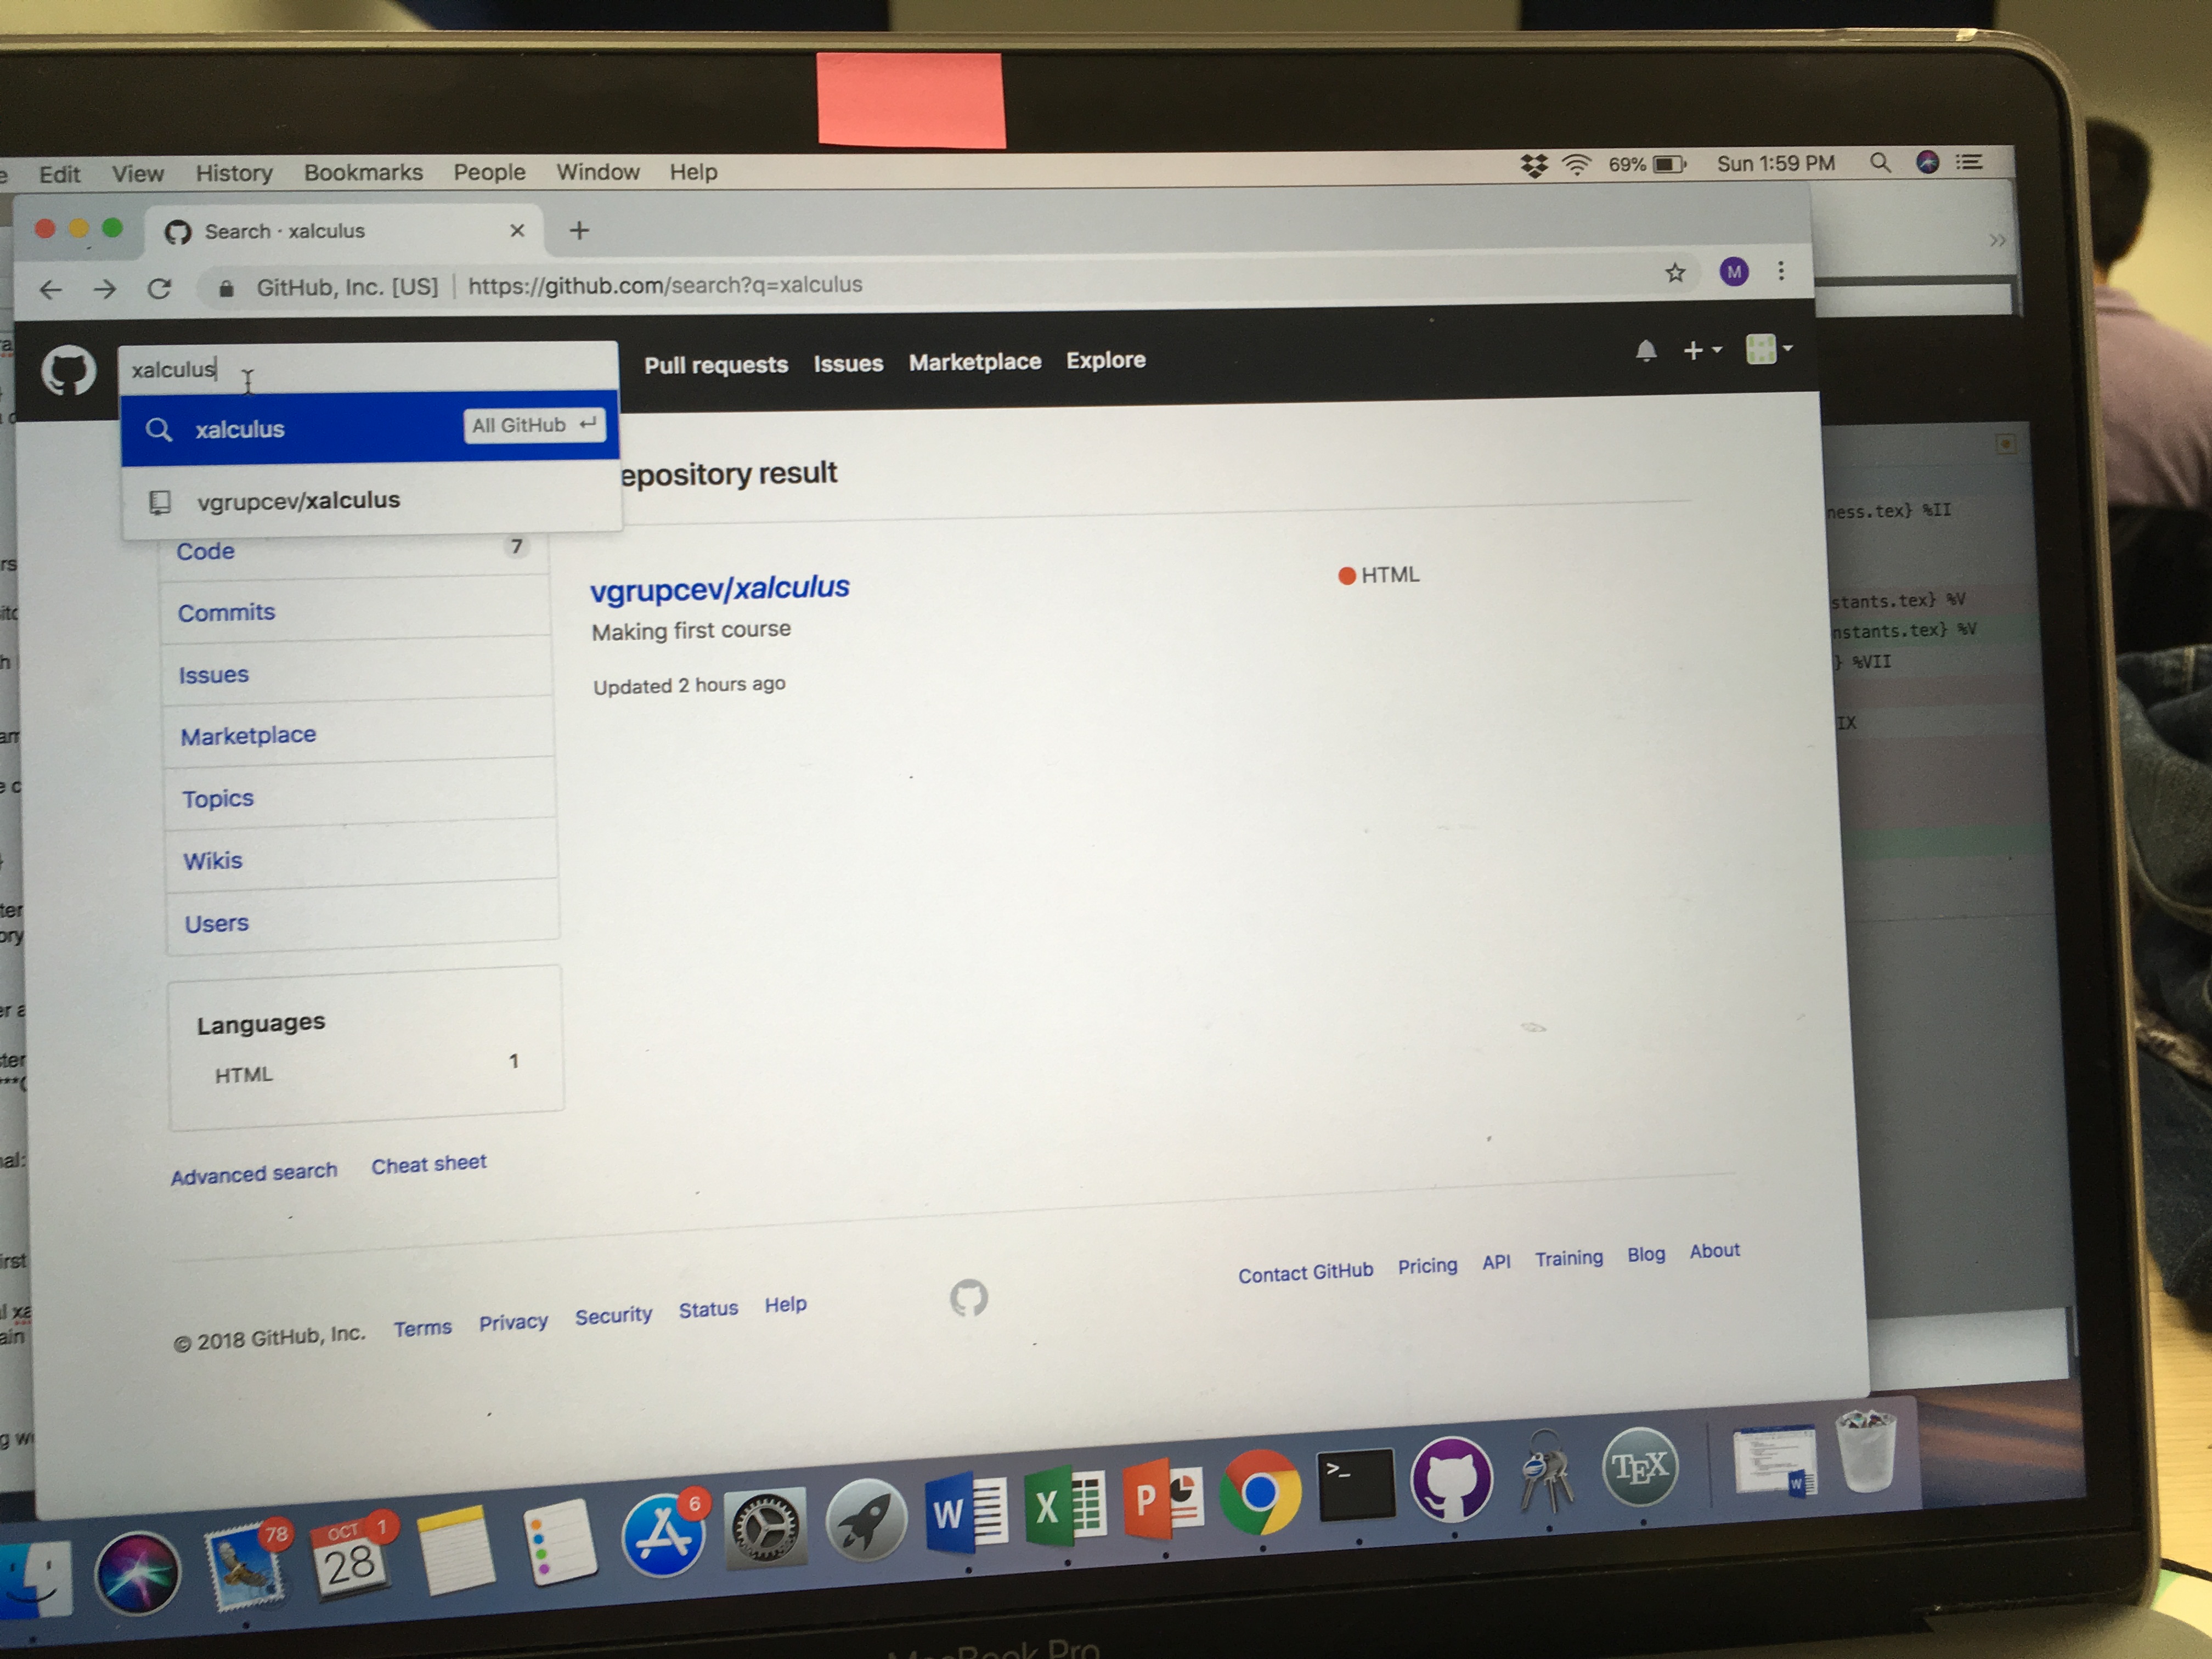 Edit View History Bookmarks People Window Help 69% Sun 1:59 PM
Search · xalculus
GitHub, Inc. [US] https://github.com/search?q=xalculus M
xalculus Pull requests Issues Marketplace Explore
xalculus All GitHub
vgrupcev/xalculus
epository result
Code 7
Commits
Issues
Marketplace
Topics
Wikis
Users
vgrupcev/xalculus HTML
Making first course
Updated 2 hours ago
Languages
HTML 1
Advanced search Cheat sheet
© 2018 GitHub, Inc. Terms Privacy Security Status Help
Contact GitHub Pricing API Training Blog About
ness.tex} %II
stants.tex} %V
nstants.tex} %V
} %VII
IX
78 OCT 28 1 6 W X P >_ TEX W
MacBook Pro